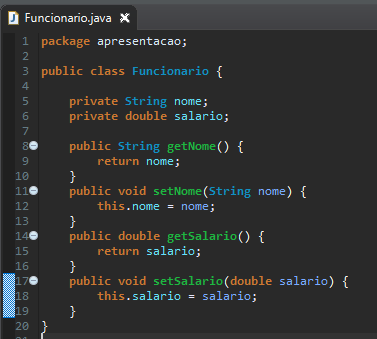 Funcionario.java
1 package apresentacao;
2
3 public class Funcionario {
4
5     private String nome;
6     private double salario;
7
8     public String getNome() {
9         return nome;
10     }
11     public void setNome(String nome) {
12         this.nome = nome;
13     }
14     public double getSalario() {
15         return salario;
16     }
17     public void setSalario(double salario) {
18         this.salario = salario;
19     }
20 }
21